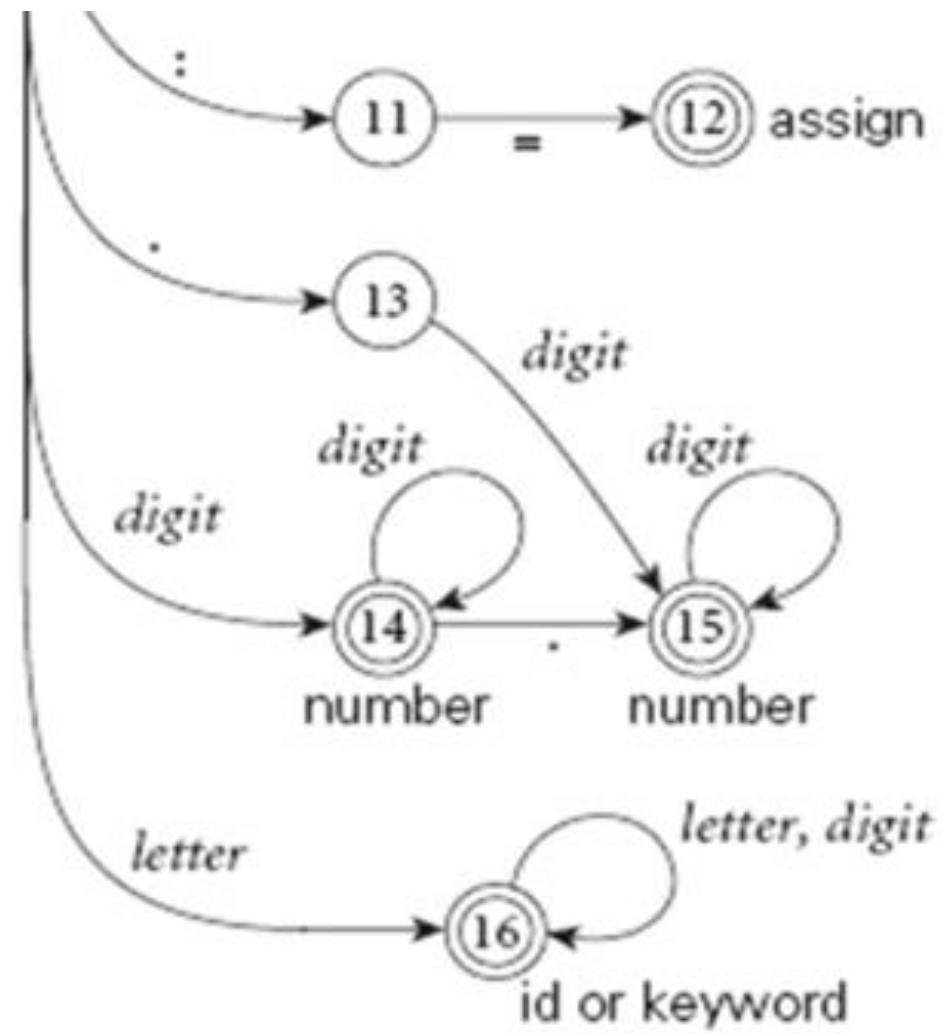 :
11
=
12
assign
.
13
digit
digit
digit
digit
14
.
15
number
number
letter
letter, digit
16
id or keyword